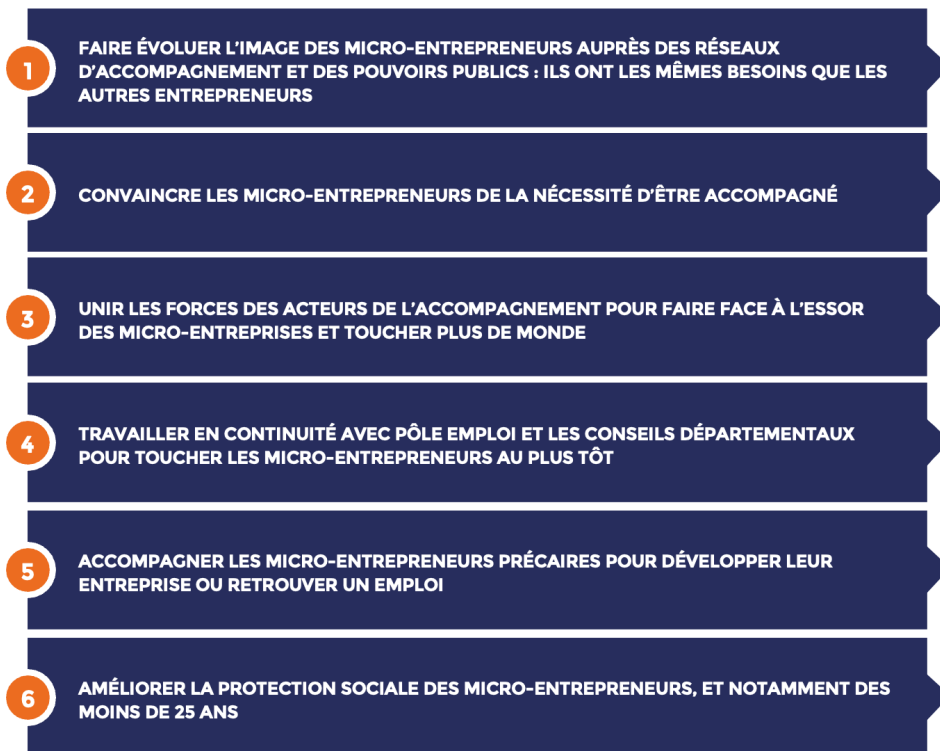 1
FAIRE ÉVOLUER L'IMAGE DES MICRO-ENTREPRENEURS AUPRÈS DES RÉSEAUX
D'ACCOMPAGNEMENT ET DES POUVOIRS PUBLICS : ILS ONT LES MÊMES BESOINS QUE LES
AUTRES ENTREPRENEURS
2
CONVAINCRE LES MICRO-ENTREPRENEURS DE LA NÉCESSITÉ D'ÊTRE ACCOMPAGNÉ
3
UNIR LES FORCES DES ACTEURS DE L'ACCOMPAGNEMENT POUR FAIRE FACE À L'ESSOR
DES MICRO-ENTREPRISES ET TOUCHER PLUS DE MONDE
4
TRAVAILLER EN CONTINUITÉ AVEC PÔLE EMPLOI ET LES CONSEILS DÉPARTEMENTAUX
POUR TOUCHER LES MICRO-ENTREPRENEURS AU PLUS TÔT
5
ACCOMPAGNER LES MICRO-ENTREPRENEURS PRÉCAIRES POUR DÉVELOPPER LEUR
ENTREPRISE OU RETROUVER UN EMPLOI
6
AMÉLIORER LA PROTECTION SOCIALE DES MICRO-ENTREPRENEURS, ET NOTAMMENT DES
MOINS DE 25 ANS